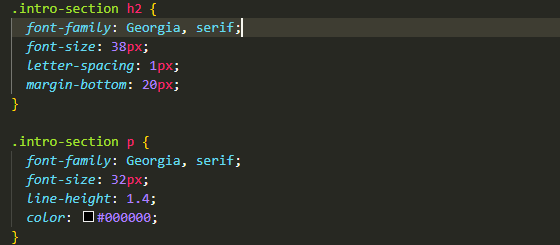 .intro-section h2 {
font-family: Georgia, serif;
font-size: 38px;
letter-spacing: 1px;
margin-bottom: 20px;
}
.intro-section p {
font-family: Georgia, serif;
font-size: 32px;
line-height: 1.4;
color: #000000;
}